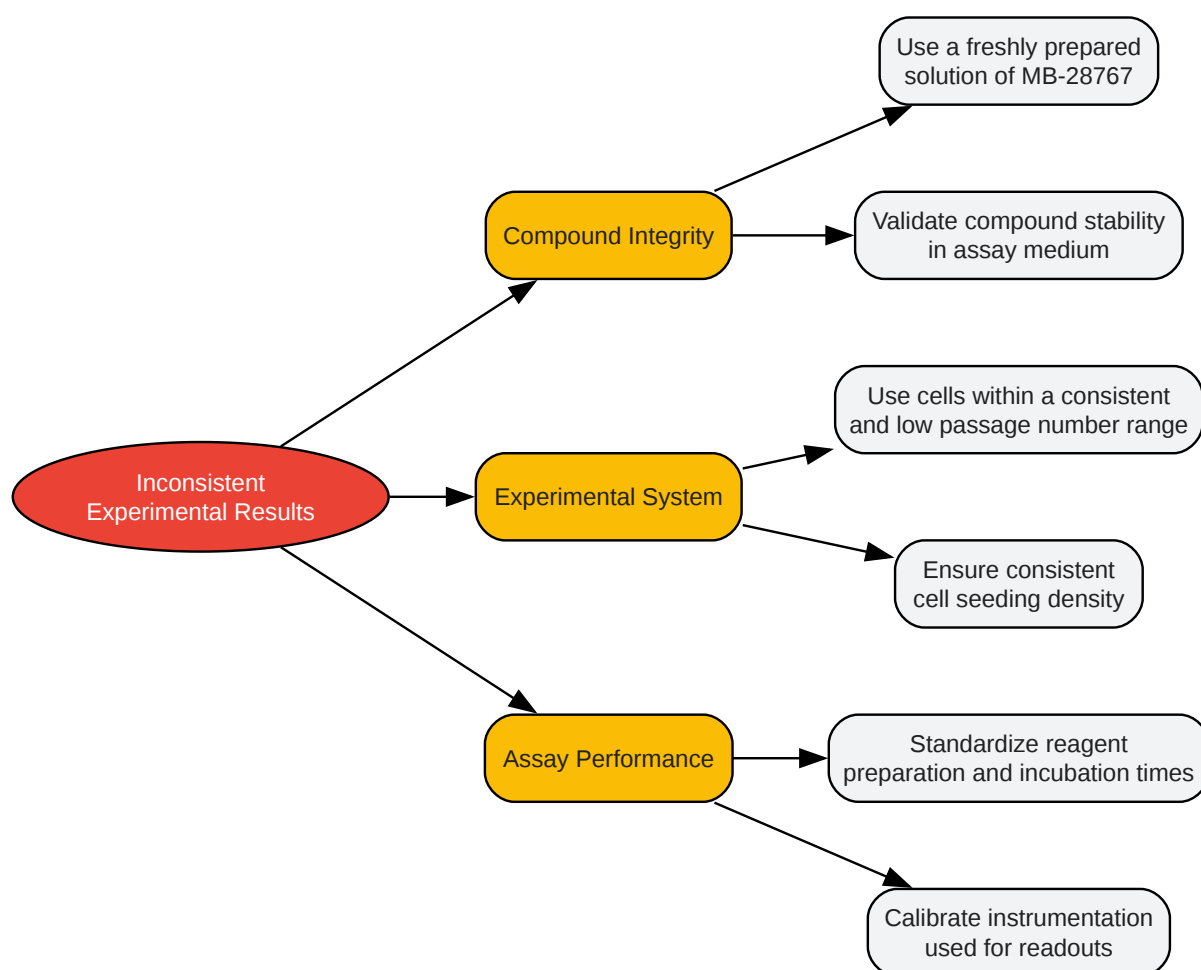 Use a freshly prepared
solution of MB-28767
Compound Integrity
Validate compound stability
in assay medium
Use cells within a consistent
and low passage number range
Inconsistent
Experimental Results
Experimental System
Ensure consistent
cell seeding density
Assay Performance
Standardize reagent
preparation and incubation times
Calibrate instrumentation
used for readouts